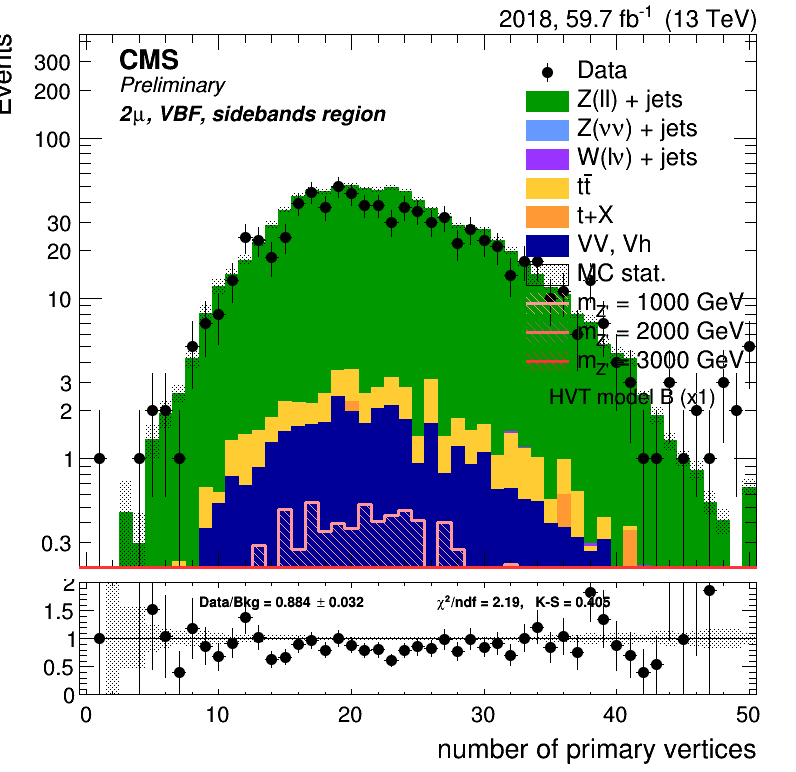 2018, 59.7 fb⁻¹ (13 TeV)
Events
CMS
Preliminary
2μ, VBF, sidebands region
Data
Z(ll) + jets
Z(νν) + jets
W(lν) + jets
tt̄
t+X
VV, Vh
MC stat.
m_Z' = 1000 GeV
m_Z' = 2000 GeV
m_Z' = 3000 GeV
HVT model B (x1)
300
200
100
30
20
10
3
2
1
0.3
2
1.5
1
0.5
0
Data/Bkg = 0.884 ± 0.032
χ²/ndf = 2.19, K-S = 0.405
0 10 20 30 40 50
number of primary vertices